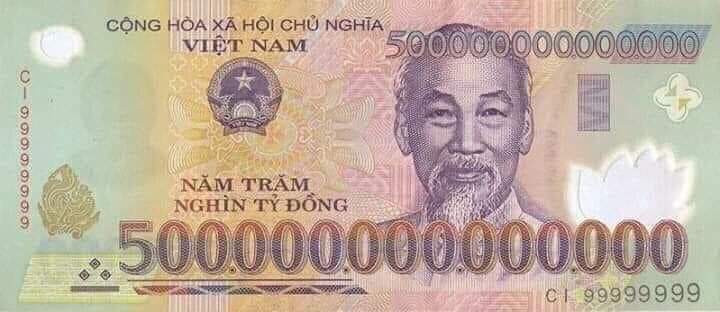 CỘNG HÒA XÃ HỘI CHỦ NGHĨA
VIỆT NAM
500000000000000
CI 99999999
NĂM TRĂM
NGHÌN TỶ ĐỒNG
500.000.000.000.000
CI 99999999